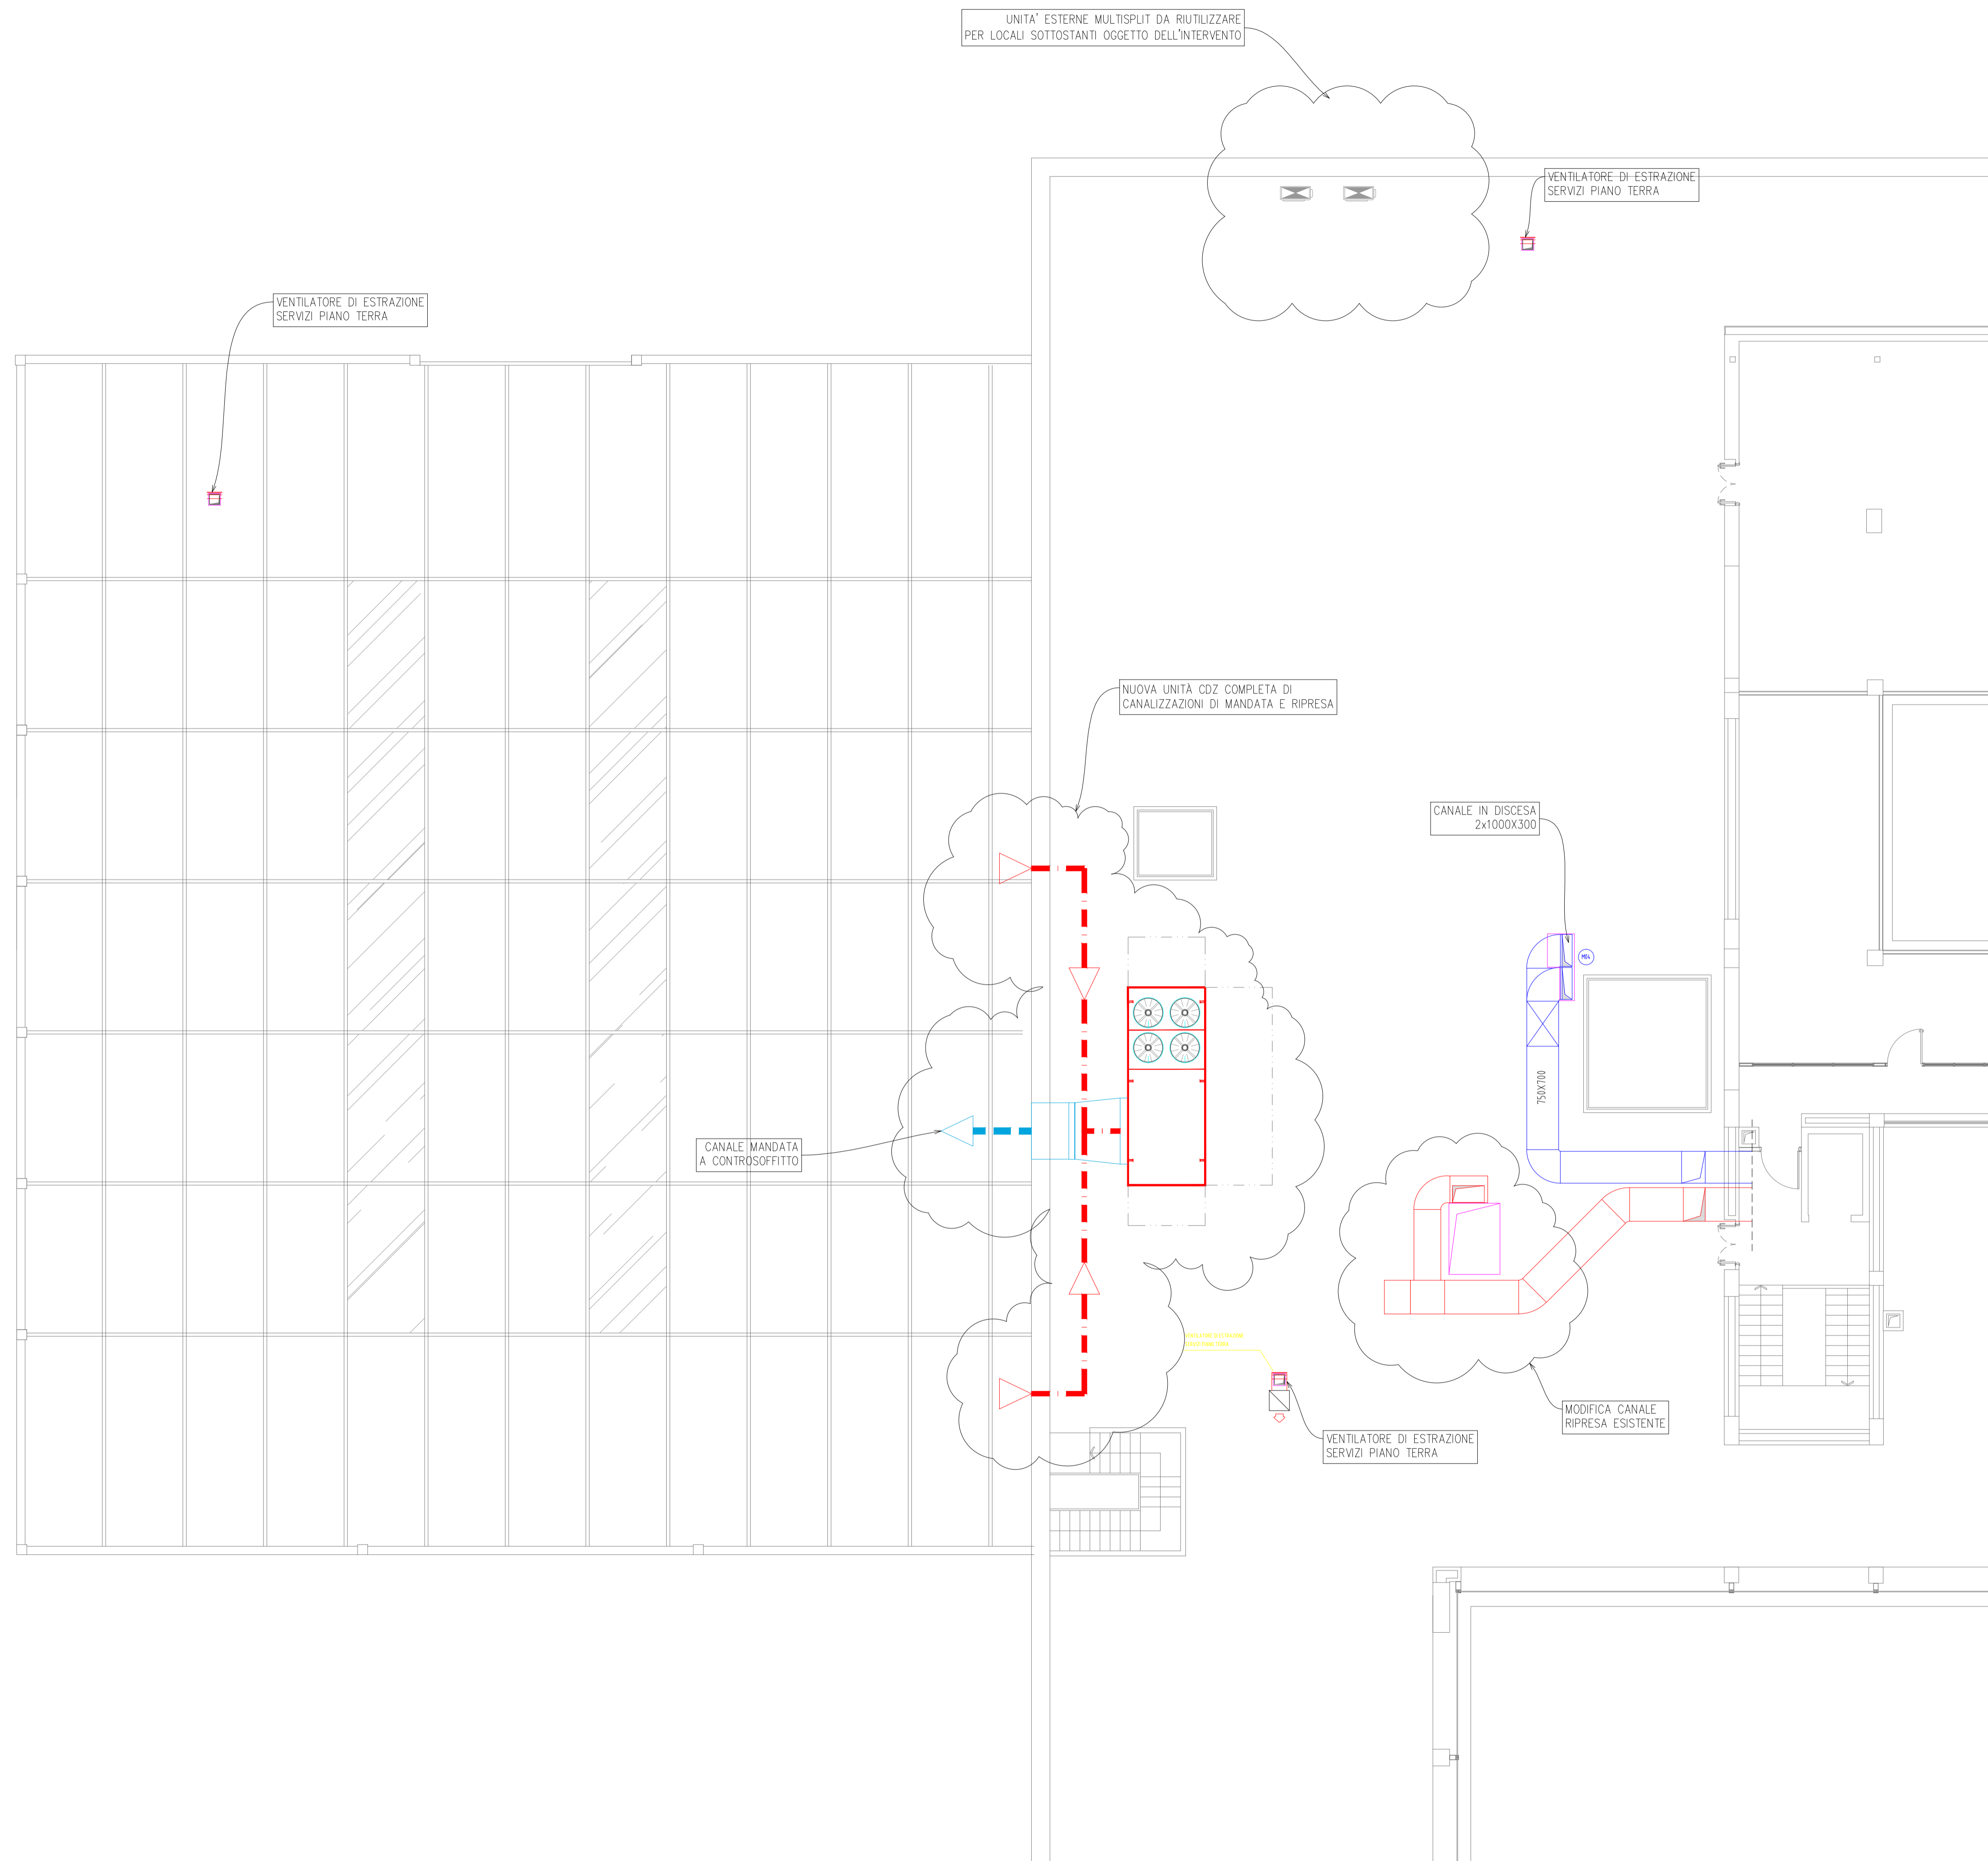 UNITA' ESTERNE MULTISPLIT DA RIUTILIZZARE
PER LOCALI SOTTOSTANTI OGGETTO DELL'INTERVENTO
VENTILATORE DI ESTRAZIONE
SERVIZI PIANO TERRA
VENTILATORE DI ESTRAZIONE
SERVIZI PIANO TERRA
NUOVA UNITÀ CDZ COMPLETA DI
CANALIZZAZIONI DI MANDATA E RIPRESA
CANALE IN DISCESA
2x1000X300
M04
750X700
CANALE MANDATA
A CONTROSOFFITTO
MODIFICA CANALE
RIPRESA ESISTENTE
VENTILATORE DI ESTRAZIONE
SERVIZI PIANO TERRA